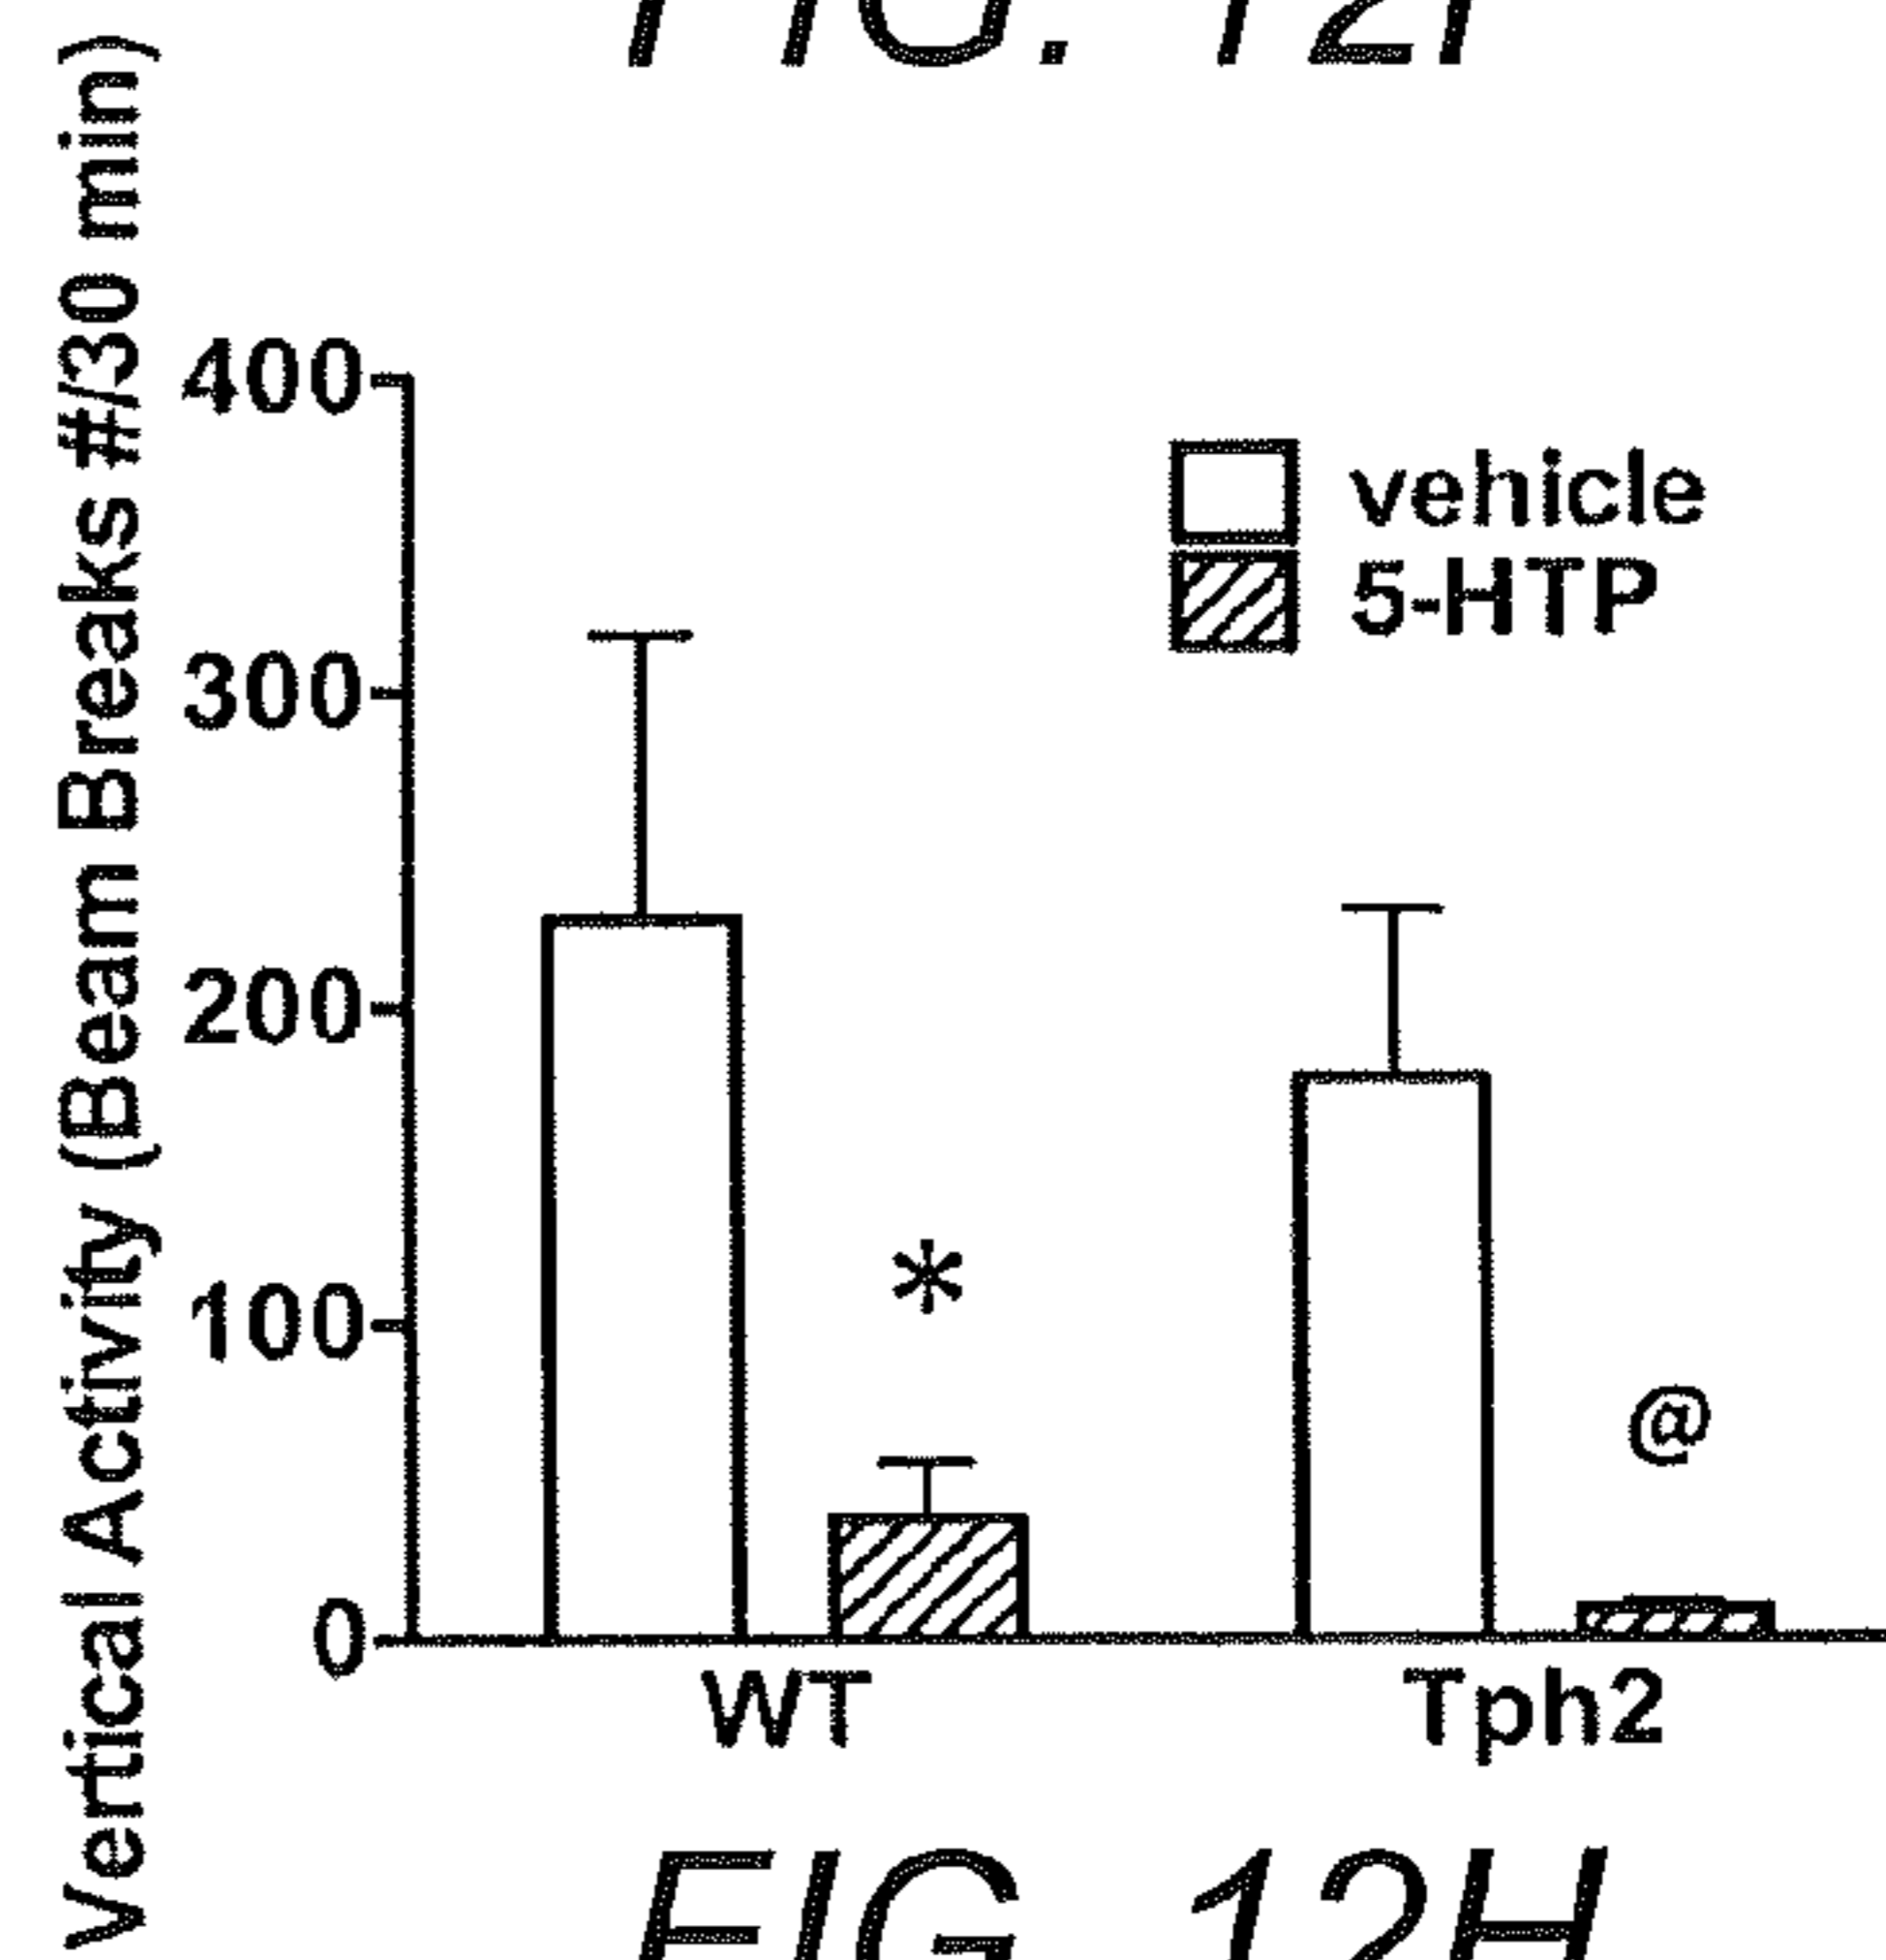 Vertical Activity (Beam Breaks #/30 min)
400
300
200
100
0
vehicle
5-HTP
*
@
WT
Tph2
FIG. 12H